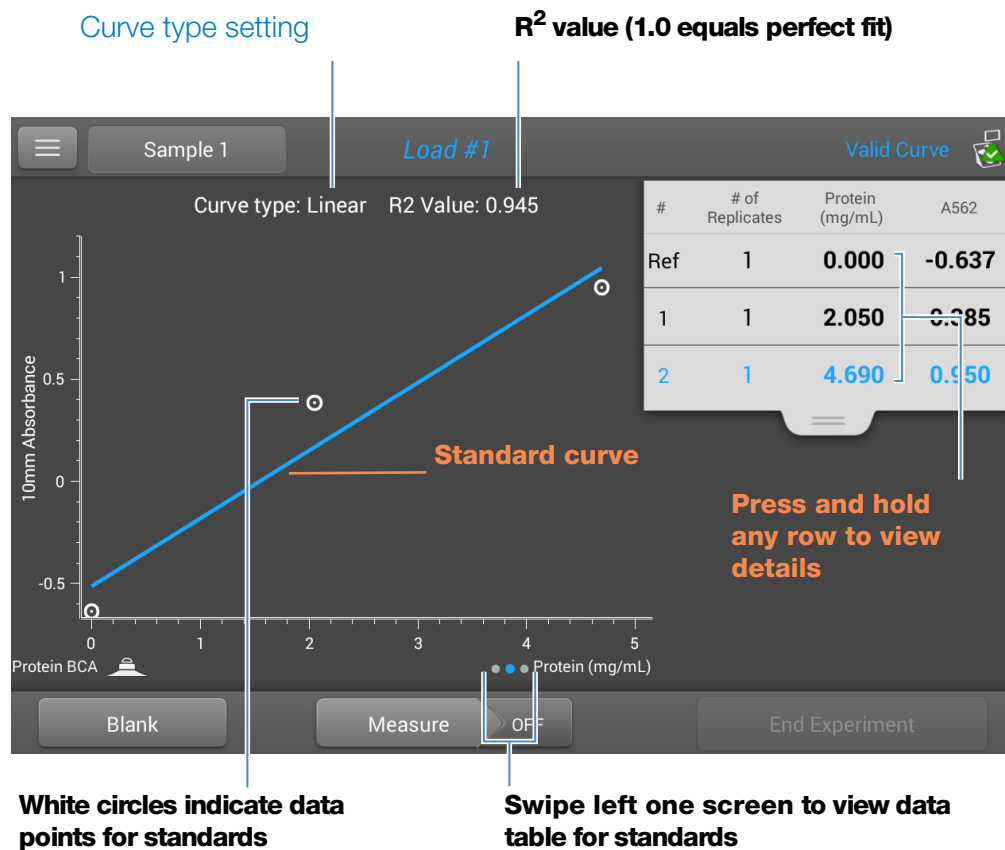 Curve type setting
R² value (1.0 equals perfect fit)
Sample 1
Load #1
Valid Curve
Curve type: Linear R2 Value: 0.945
# # of Replicates Protein (mg/mL) A562
Ref 1 0.000 -0.637
1 1 2.050 0.385
2 1 4.690 0.950
10mm Absorbance
1
0.5
0
-0.5
Standard curve
Press and hold
any row to view
details
0 1 2 3 4 5
Protein BCA
Protein (mg/mL)
Blank
Measure
OFF
End Experiment
White circles indicate data
points for standards
Swipe left one screen to view data
table for standards